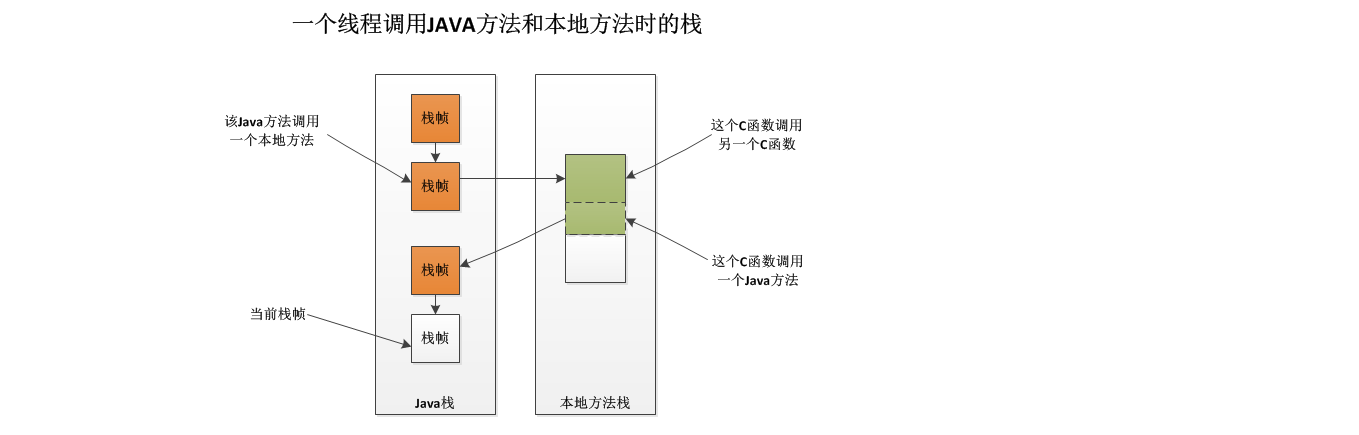 一个线程调用JAVA方法和本地方法时的栈
栈帧
该Java方法调用
一个本地方法
这个C函数调用
另一个C函数
栈帧
这个C函数调用
一个Java方法
栈帧
当前栈帧
栈帧
Java栈
本地方法栈